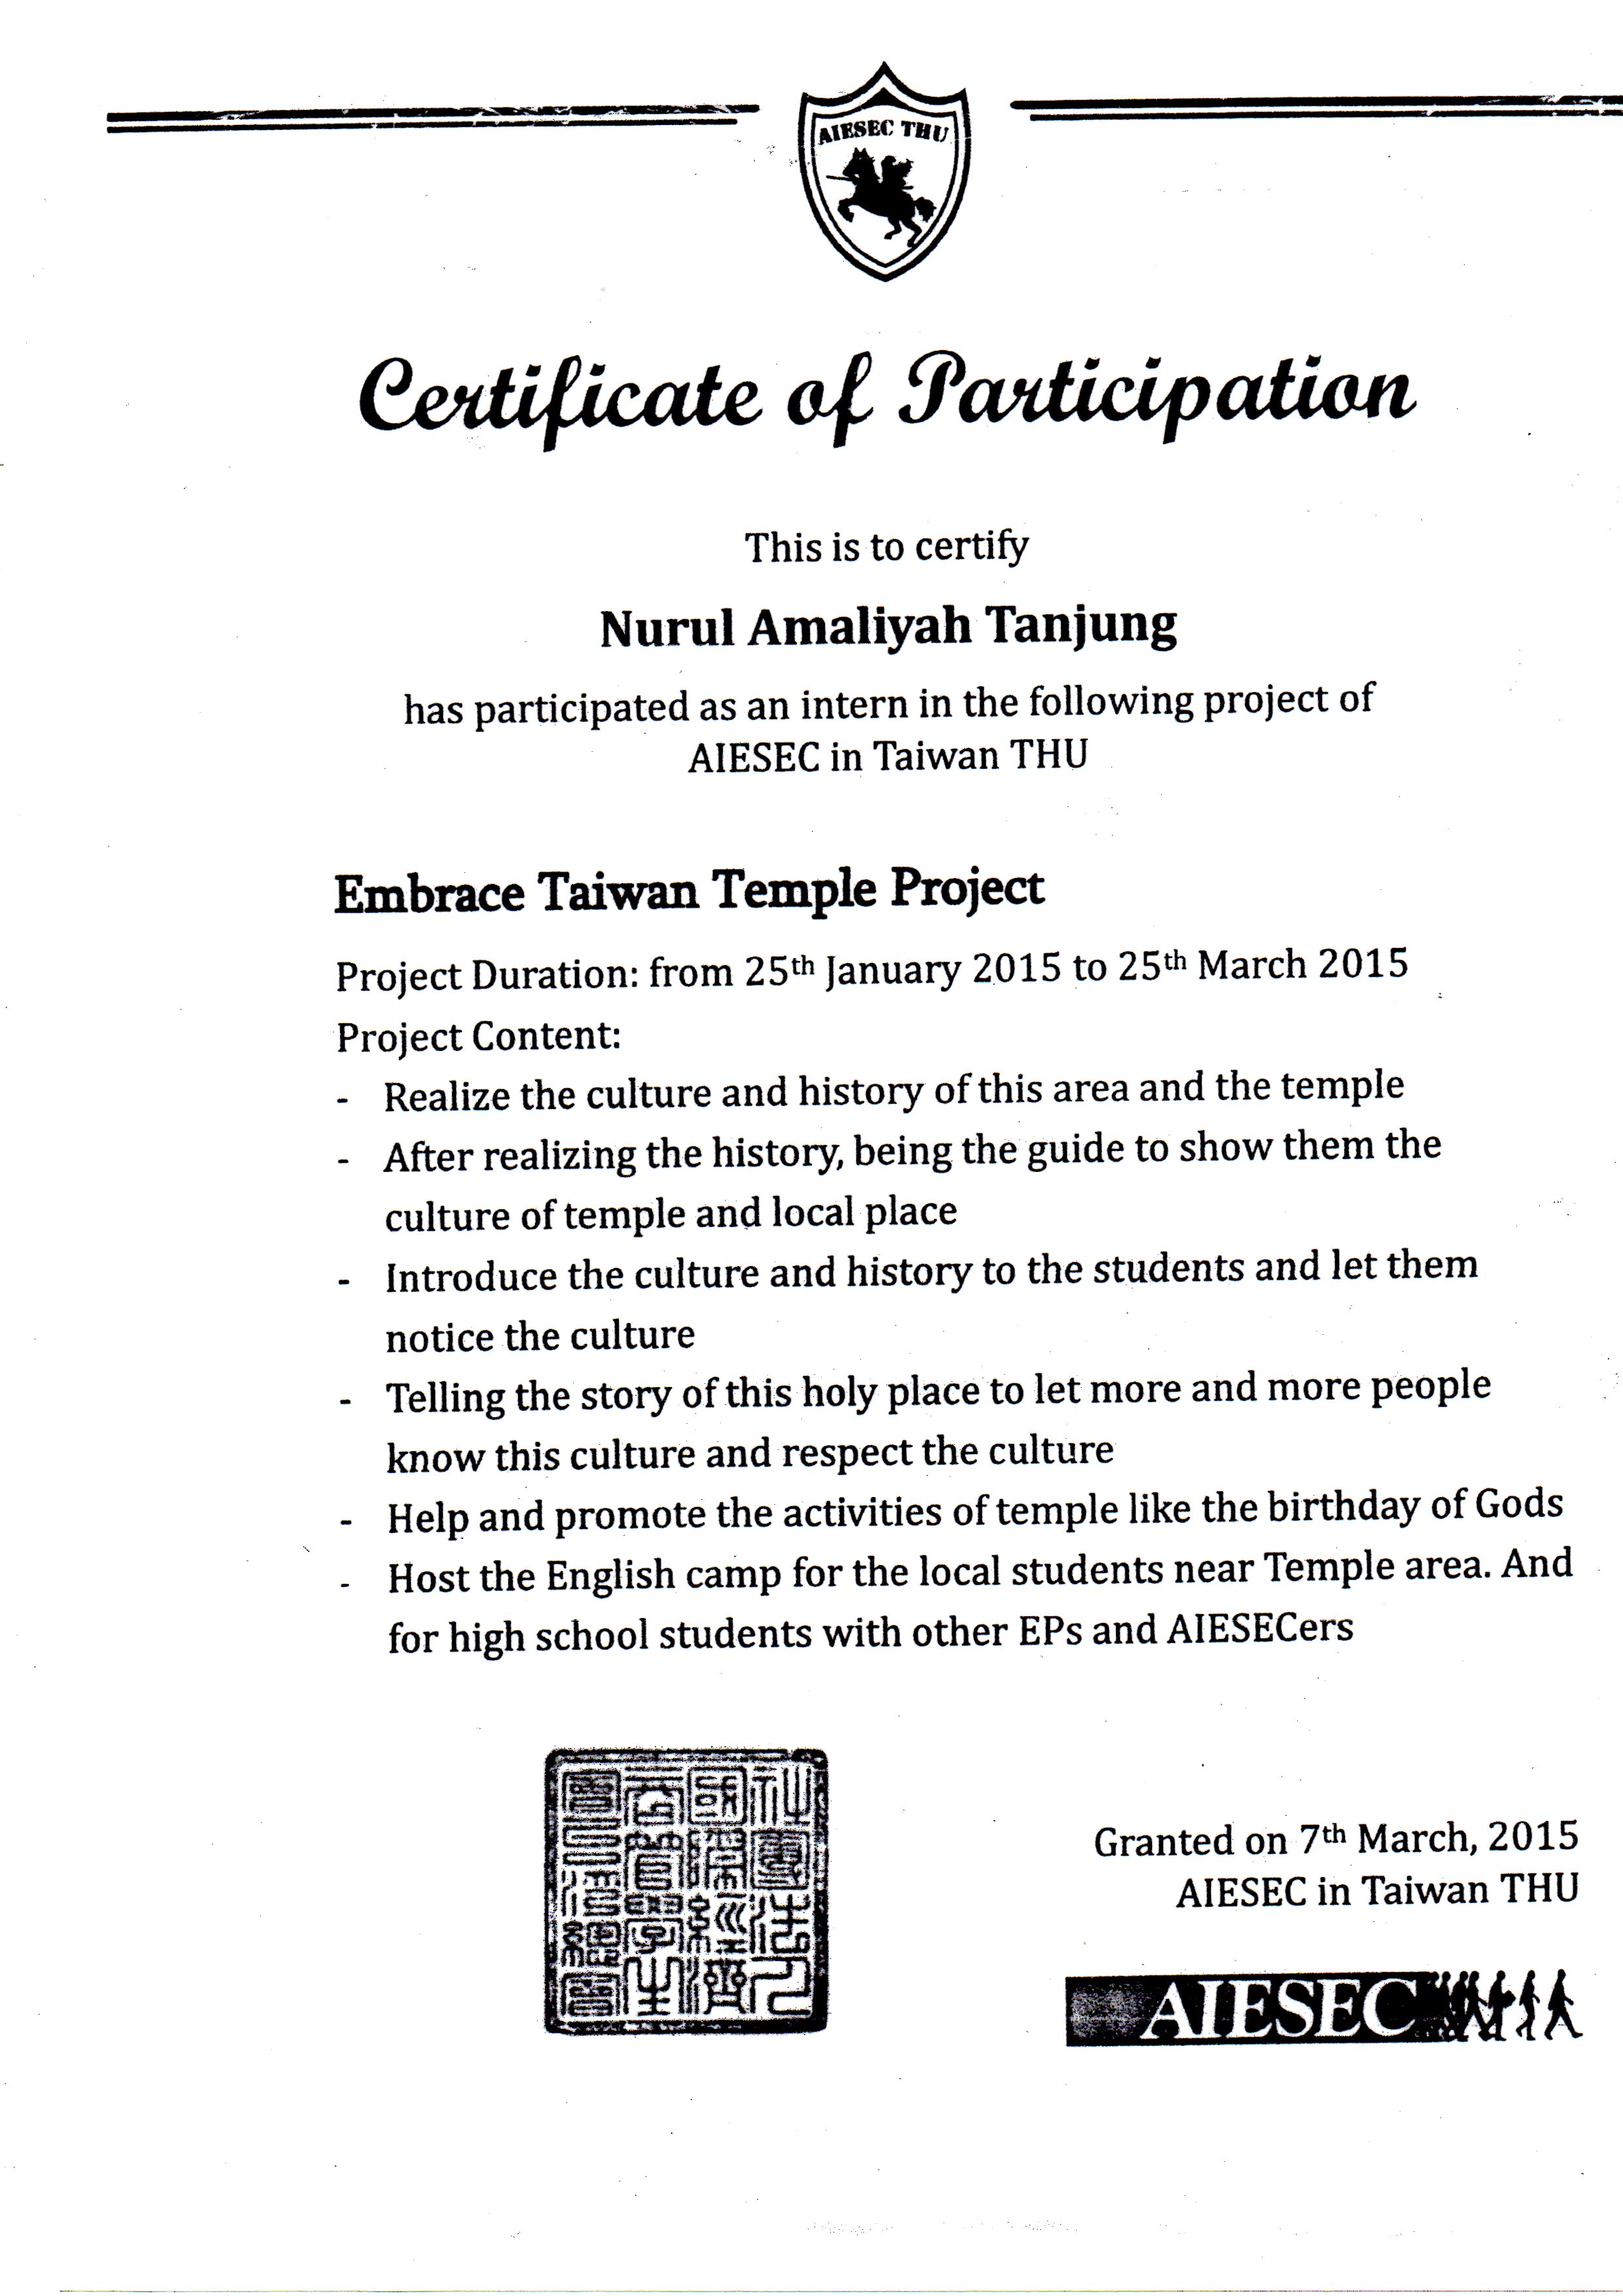 AIESEC THU
Certificate of Participation
This is to certify
Nurul Amaliyah Tanjung
has participated as an intern in the following project of
AIESEC in Taiwan THU
Embrace Taiwan Temple Project
Project Duration: from 25th January 2015 to 25th March 2015
Project Content:
- Realize the culture and history of this area and the temple
- After realizing the history, being the guide to show them the
culture of temple and local place
- Introduce the culture and history to the students and let them
notice the culture
- Telling the story of this holy place to let more and more people
know this culture and respect the culture
- Help and promote the activities of temple like the birthday of Gods
- Host the English camp for the local students near Temple area. And
for high school students with other EPs and AIESECers
Granted on 7th March, 2015
AIESEC in Taiwan THU
AIESEC